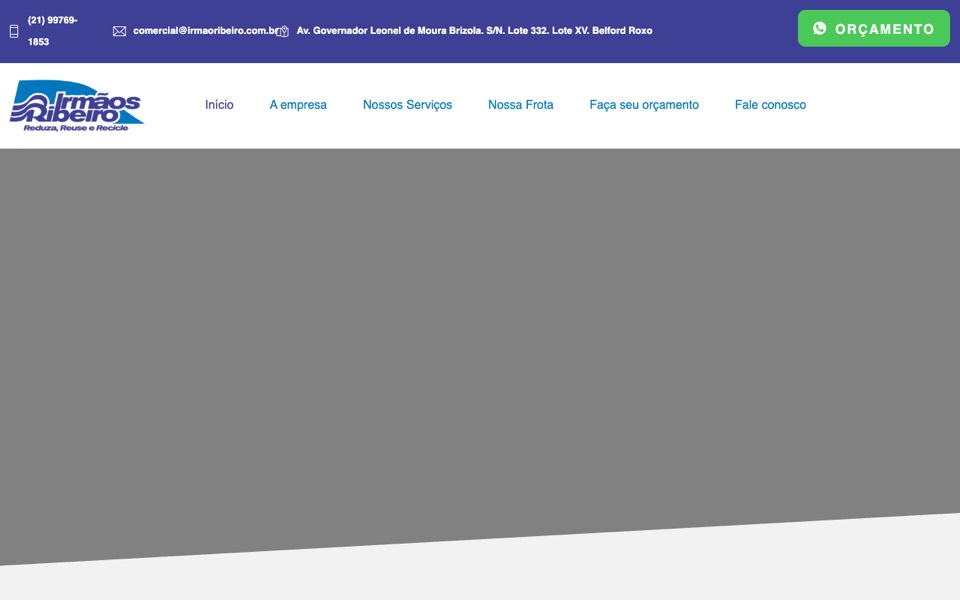 (21) 99769-
1853
comercial@irmaoribeiro.com.br
Av. Governador Leonel de Moura Brizola. S/N. Lote 332. Lote XV. Belford Roxo
ORÇAMENTO
Irmãos
Ribeiro
Reduza, Reuse e Recicle
Início
A empresa
Nossos Serviços
Nossa Frota
Faça seu orçamento
Fale conosco